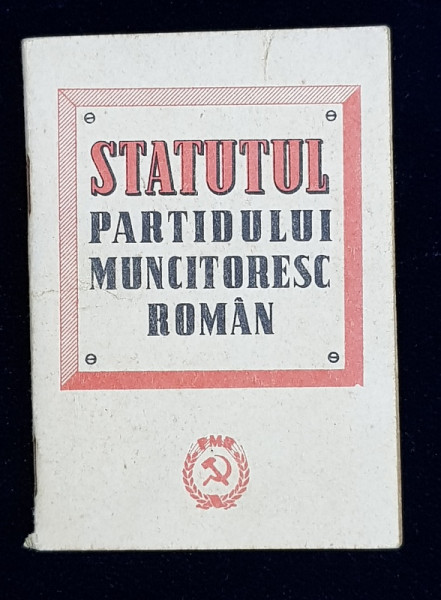 STATUTUL
PARTIDULUI
MUNCITORESC
ROMÂN
PMR